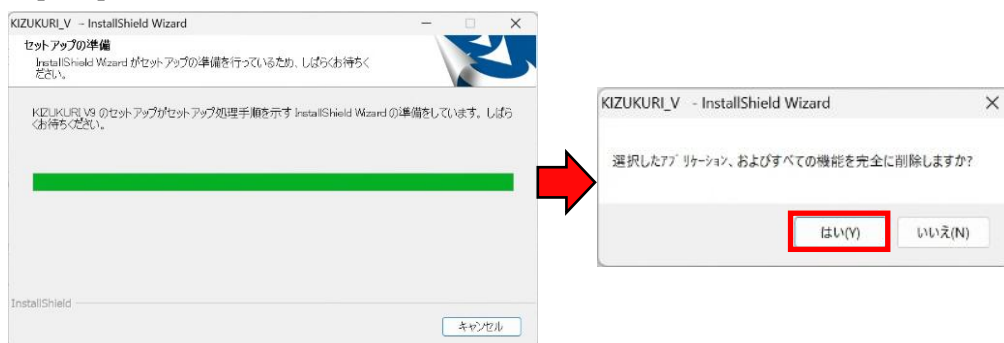 KIZUKURI_V - InstallShield Wizard
セットアップの準備
InstallShield Wizard がセットアップの準備を行っているため、しばらくお待ちく
ださい。
KIZUKURI V9 のセットアップがセットアップ処理手順を示す InstallShield Wizard の準備をしています。しばら
くお待ちください。
InstallShield
キャンセル
KIZUKURI_V - InstallShield Wizard
選択したアプリケーション、およびすべての機能を完全に削除しますか?
はい(Y)
いいえ(N)